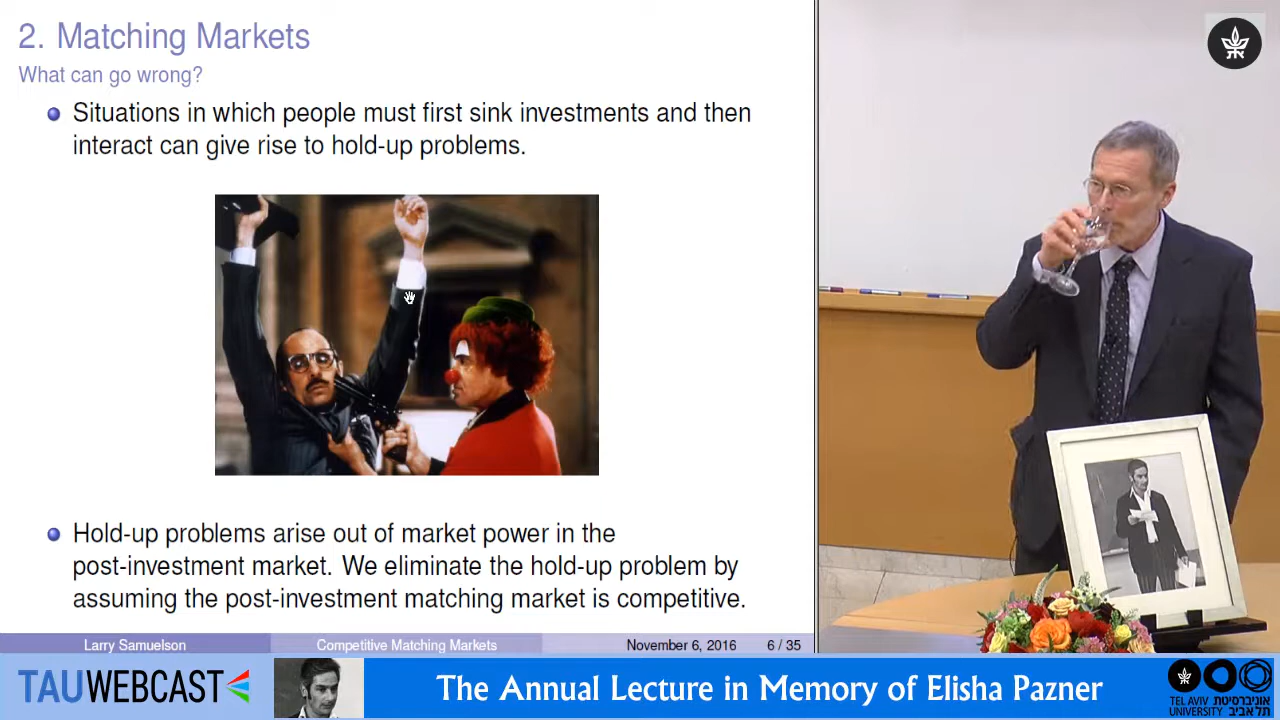 2. Matching Markets
What can go wrong?
Situations in which people must first sink investments and then
interact can give rise to hold-up problems.
Hold-up problems arise out of market power in the
post-investment market. We eliminate the hold-up problem by
assuming the post-investment matching market is competitive.
Larry Samuelson Competitive Matching Markets November 6, 2016 6 / 35
TAUWEBCAST
The Annual Lecture in Memory of Elisha Pazner
TEL AVIV אוניברסיטת
UNIVERSITY תל אביב